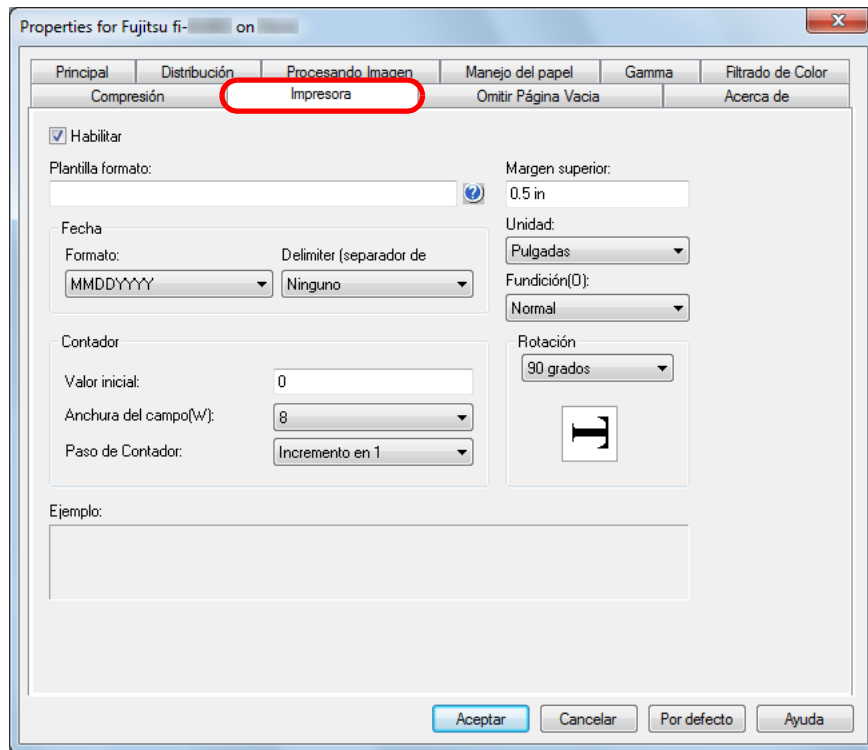 Properties for Fujitsu fi- on
Principal Distribución Procesando Imagen Manejo del papel Gamma Filtrado de Color
Compresión Impresora Omitir Página Vacia Acerca de
Habilitar
Plantilla formato:
Margen superior:
0.5 in
Fecha
Unidad:
Formato: Delimiter (separador de
Pulgadas
MMDDYYYY Ninguno
Fundición(O):
Normal
Contador
Rotación
90 grados
Valor inicial: 0
Anchura del campo(W): 8
Paso de Contador: Incremento en 1
T
Ejemplo:
Aceptar Cancelar Por defecto Ayuda